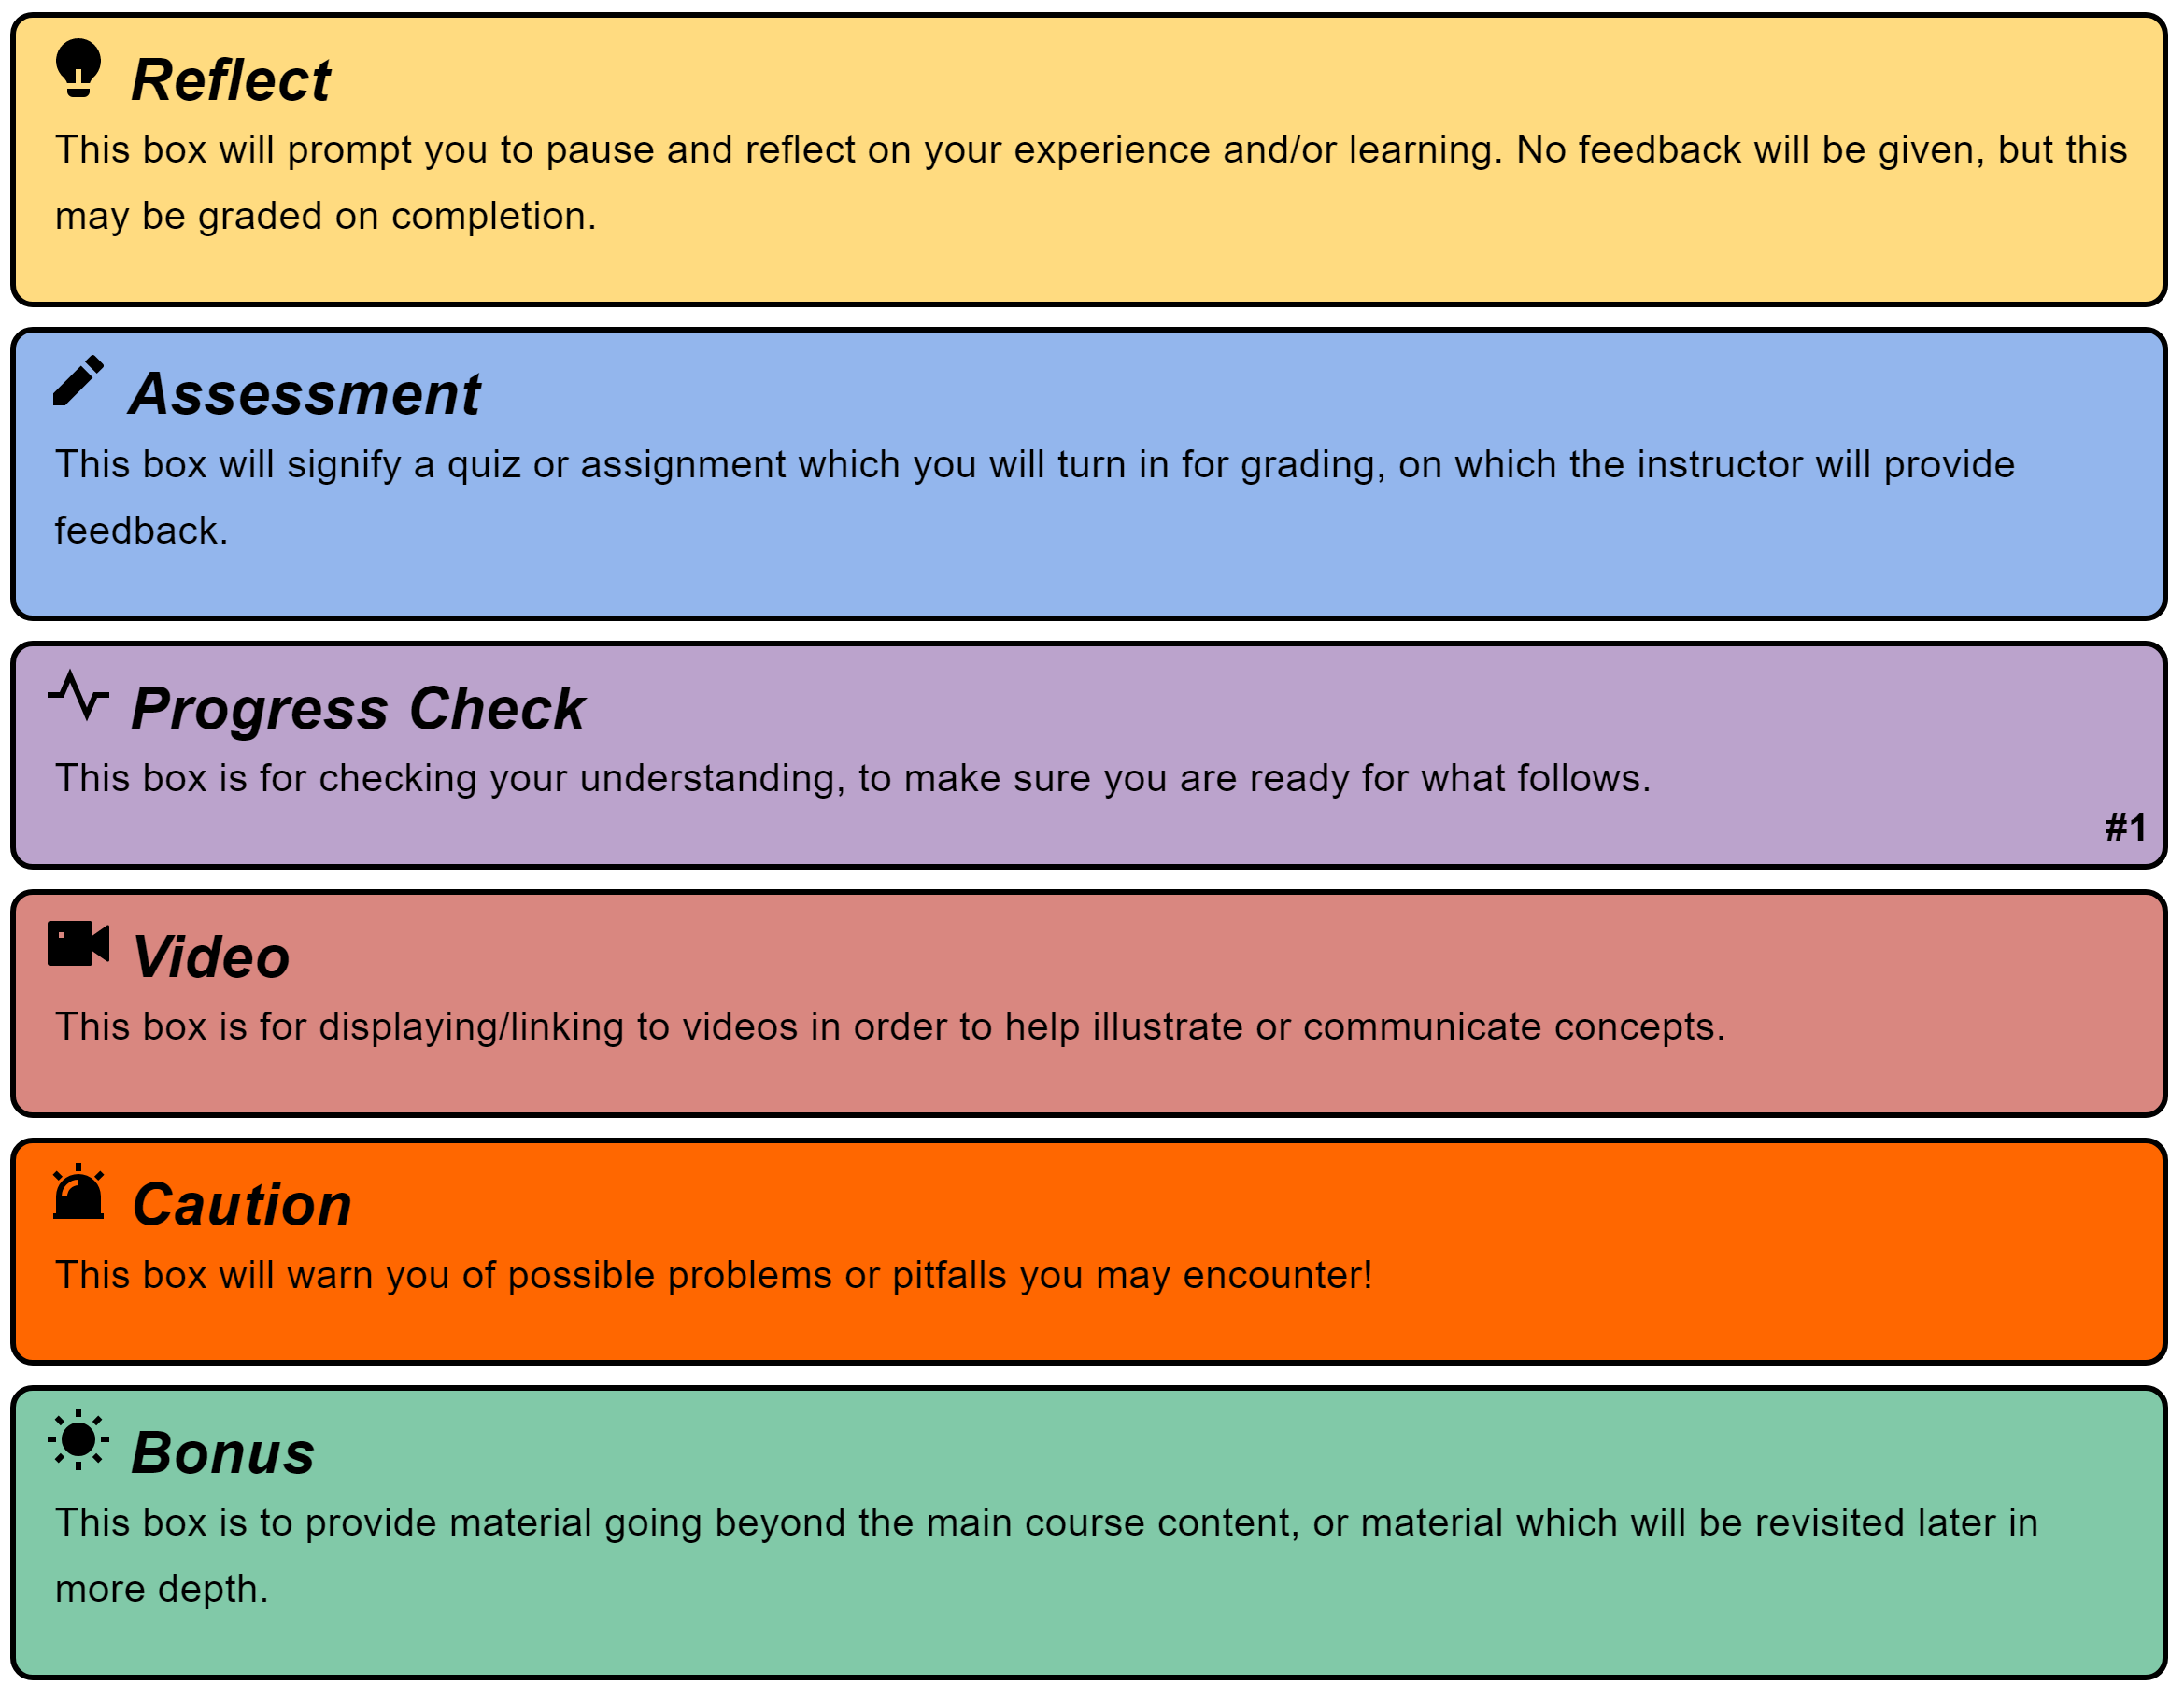 Reflect
This box will prompt you to pause and reflect on your experience and/or learning. No feedback will be given, but this
may be graded on completion.
Assessment
This box will signify a quiz or assignment which you will turn in for grading, on which the instructor will provide
feedback.
Progress Check
This box is for checking your understanding, to make sure you are ready for what follows.
#1
Video
This box is for displaying/linking to videos in order to help illustrate or communicate concepts.
Caution
This box will warn you of possible problems or pitfalls you may encounter!
Bonus
This box is to provide material going beyond the main course content, or material which will be revisited later in
more depth.